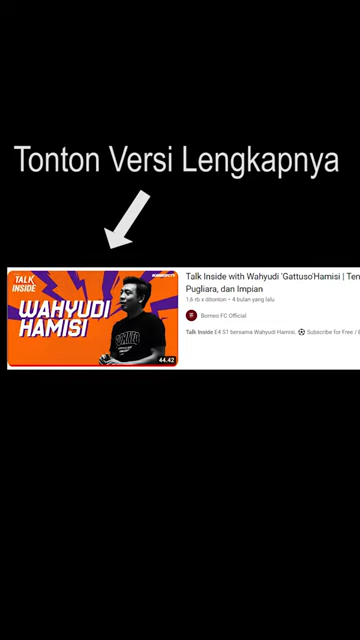 Tonton Versi Lengkapnya
TALK
INSIDE
WAHYUDI
HAMISI
44.42
Talk Inside with Wahyudi 'Gattuso'Hamisi | Ten
Pugliara, dan Impian
1,6 rb x ditonton • 4 bulan yang lalu
Borneo FC Official
Talk Inside E4 S1 bersama Wahyudi Hamisi. ⚽ Subscribe for Free /